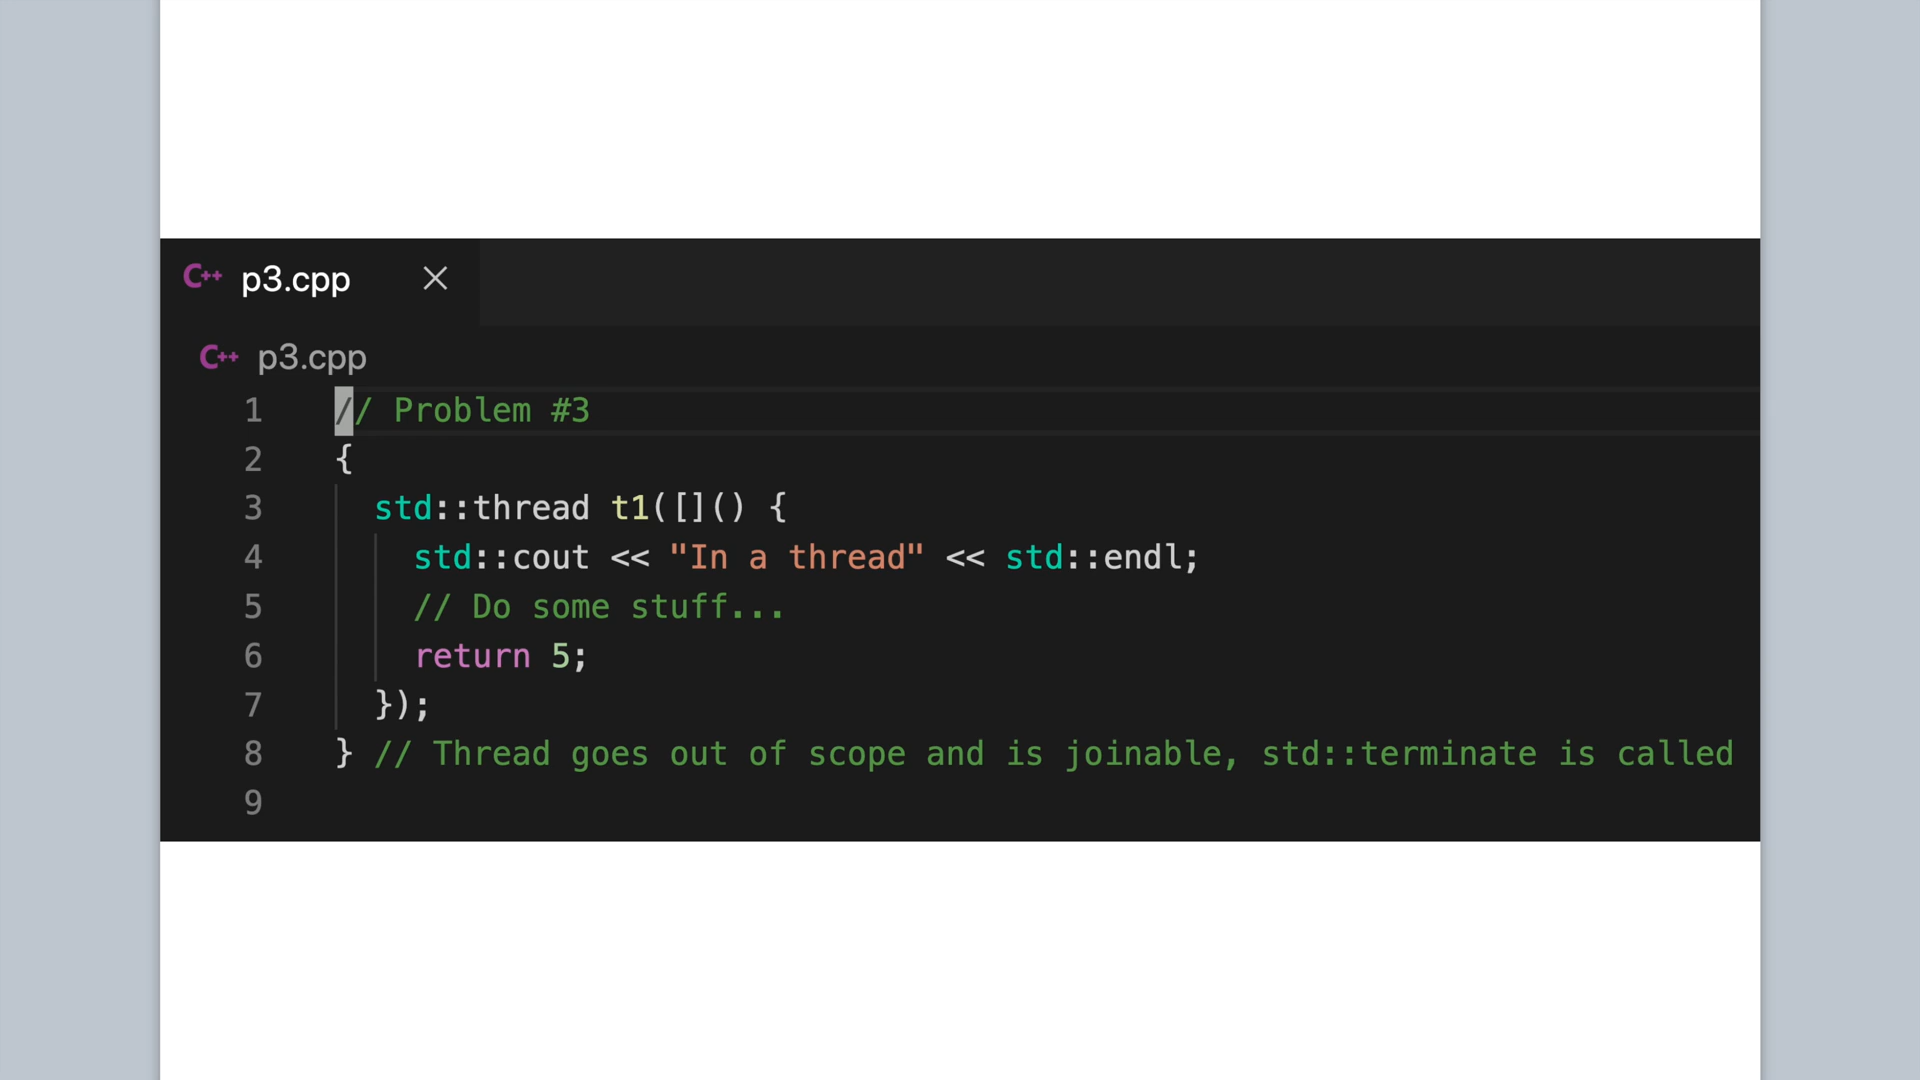 C++ p3.cpp ×
C++ p3.cpp
1 // Problem #3
2 {
3 std::thread t1([]() {
4 std::cout << "In a thread" << std::endl;
5 // Do some stuff...
6 return 5;
7 });
8 } // Thread goes out of scope and is joinable, std::terminate is called
9